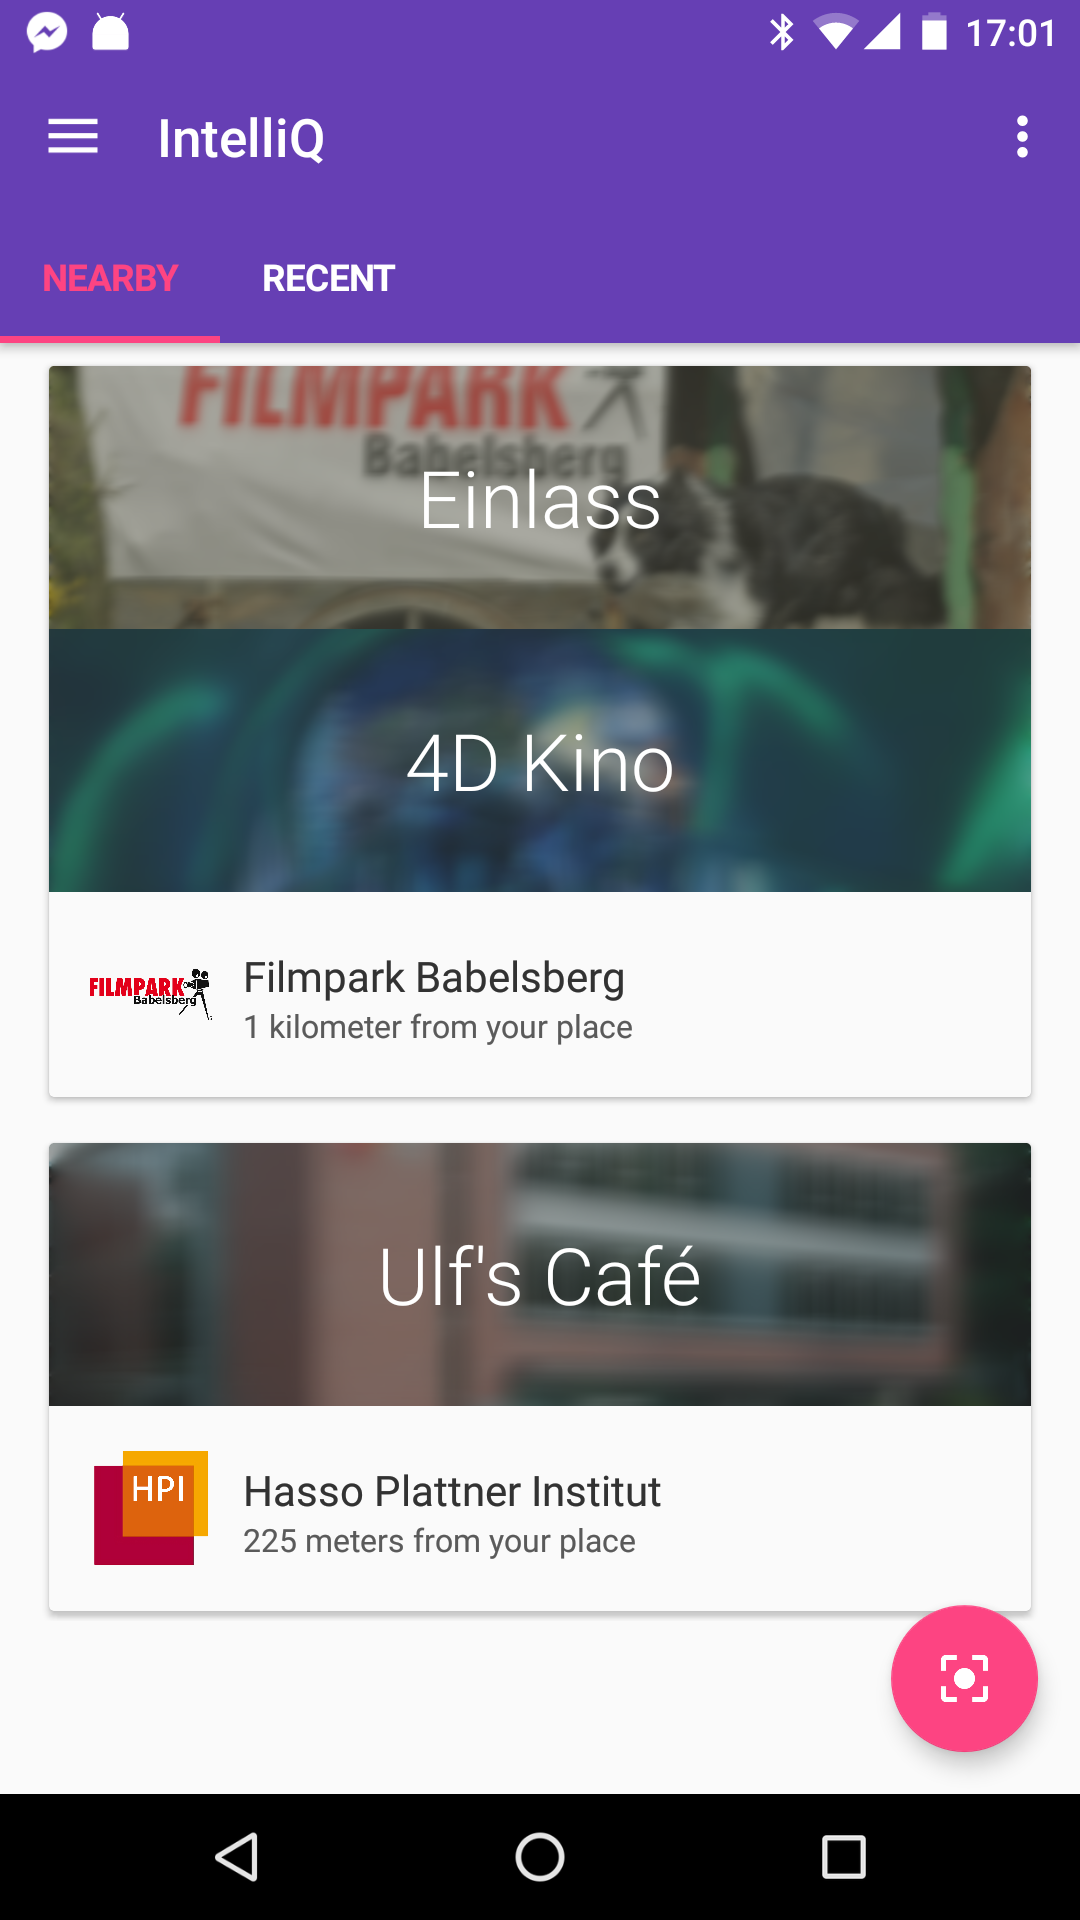 17:01
IntelliQ
NEARBY RECENT
FILMPARK
Babelsberg
Einlass
4D Kino
FILMPARK
Babelsberg
Filmpark Babelsberg
1 kilometer from your place
Ulf's Café
HPI
Hasso Plattner Institut
225 meters from your place